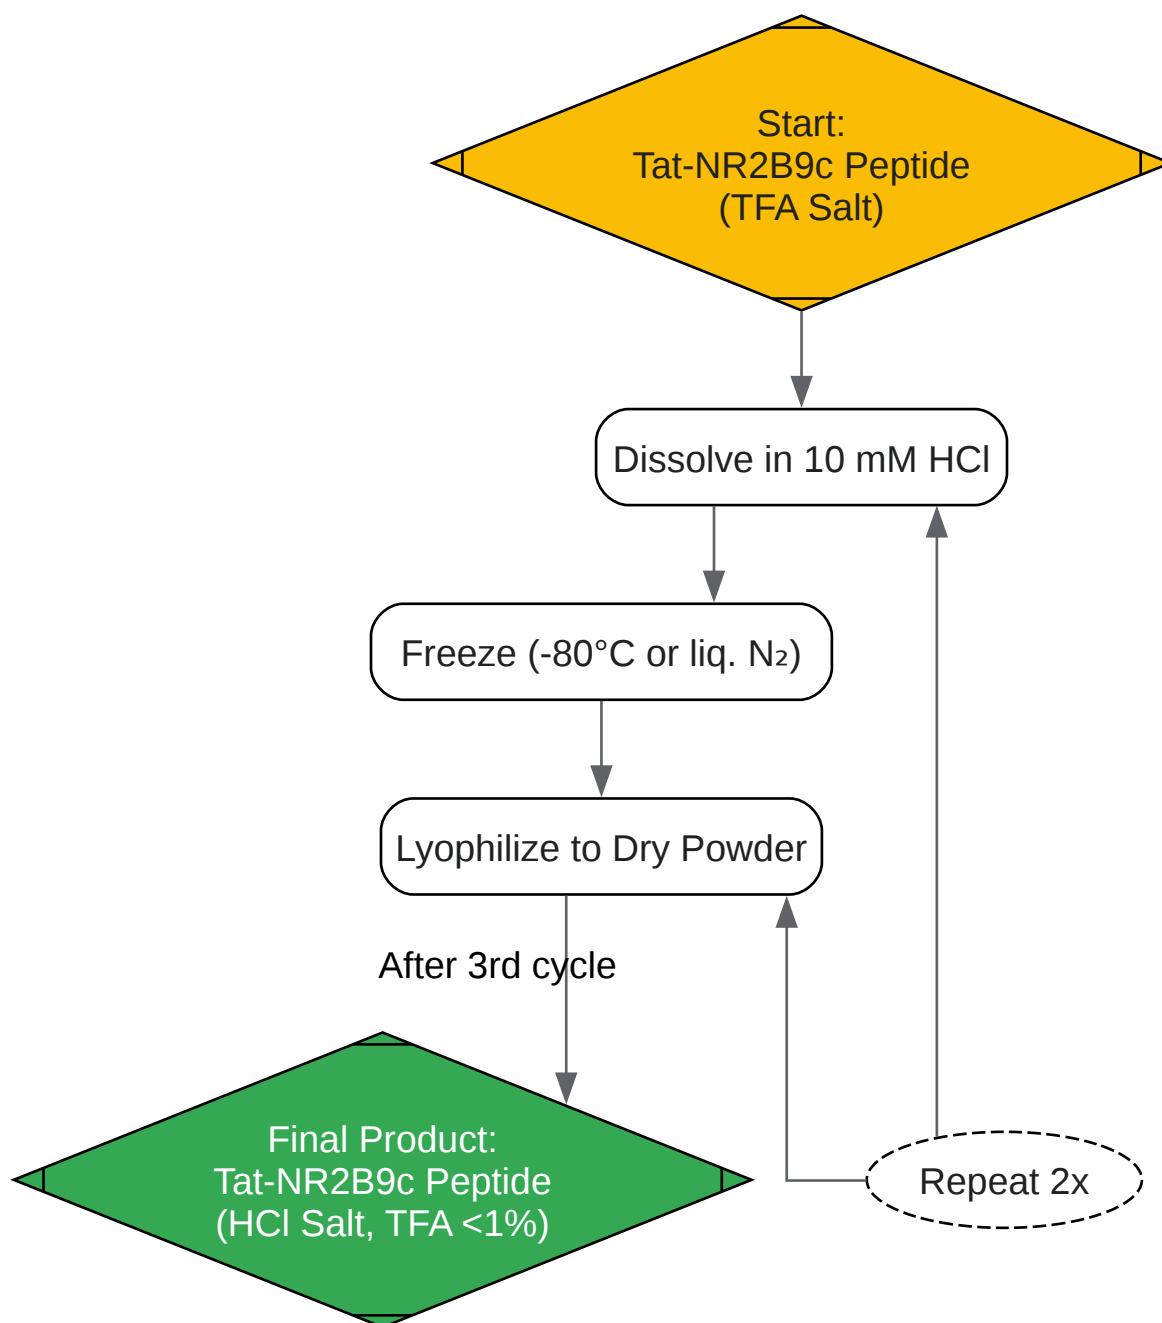 Start:
Tat-NR2B9c Peptide
(TFA Salt)
Dissolve in 10 mM HCl
Freeze (-80°C or liq. N₂)
Lyophilize to Dry Powder
After 3rd cycle
Final Product:
Tat-NR2B9c Peptide
(HCl Salt, TFA <1%)
Repeat 2x